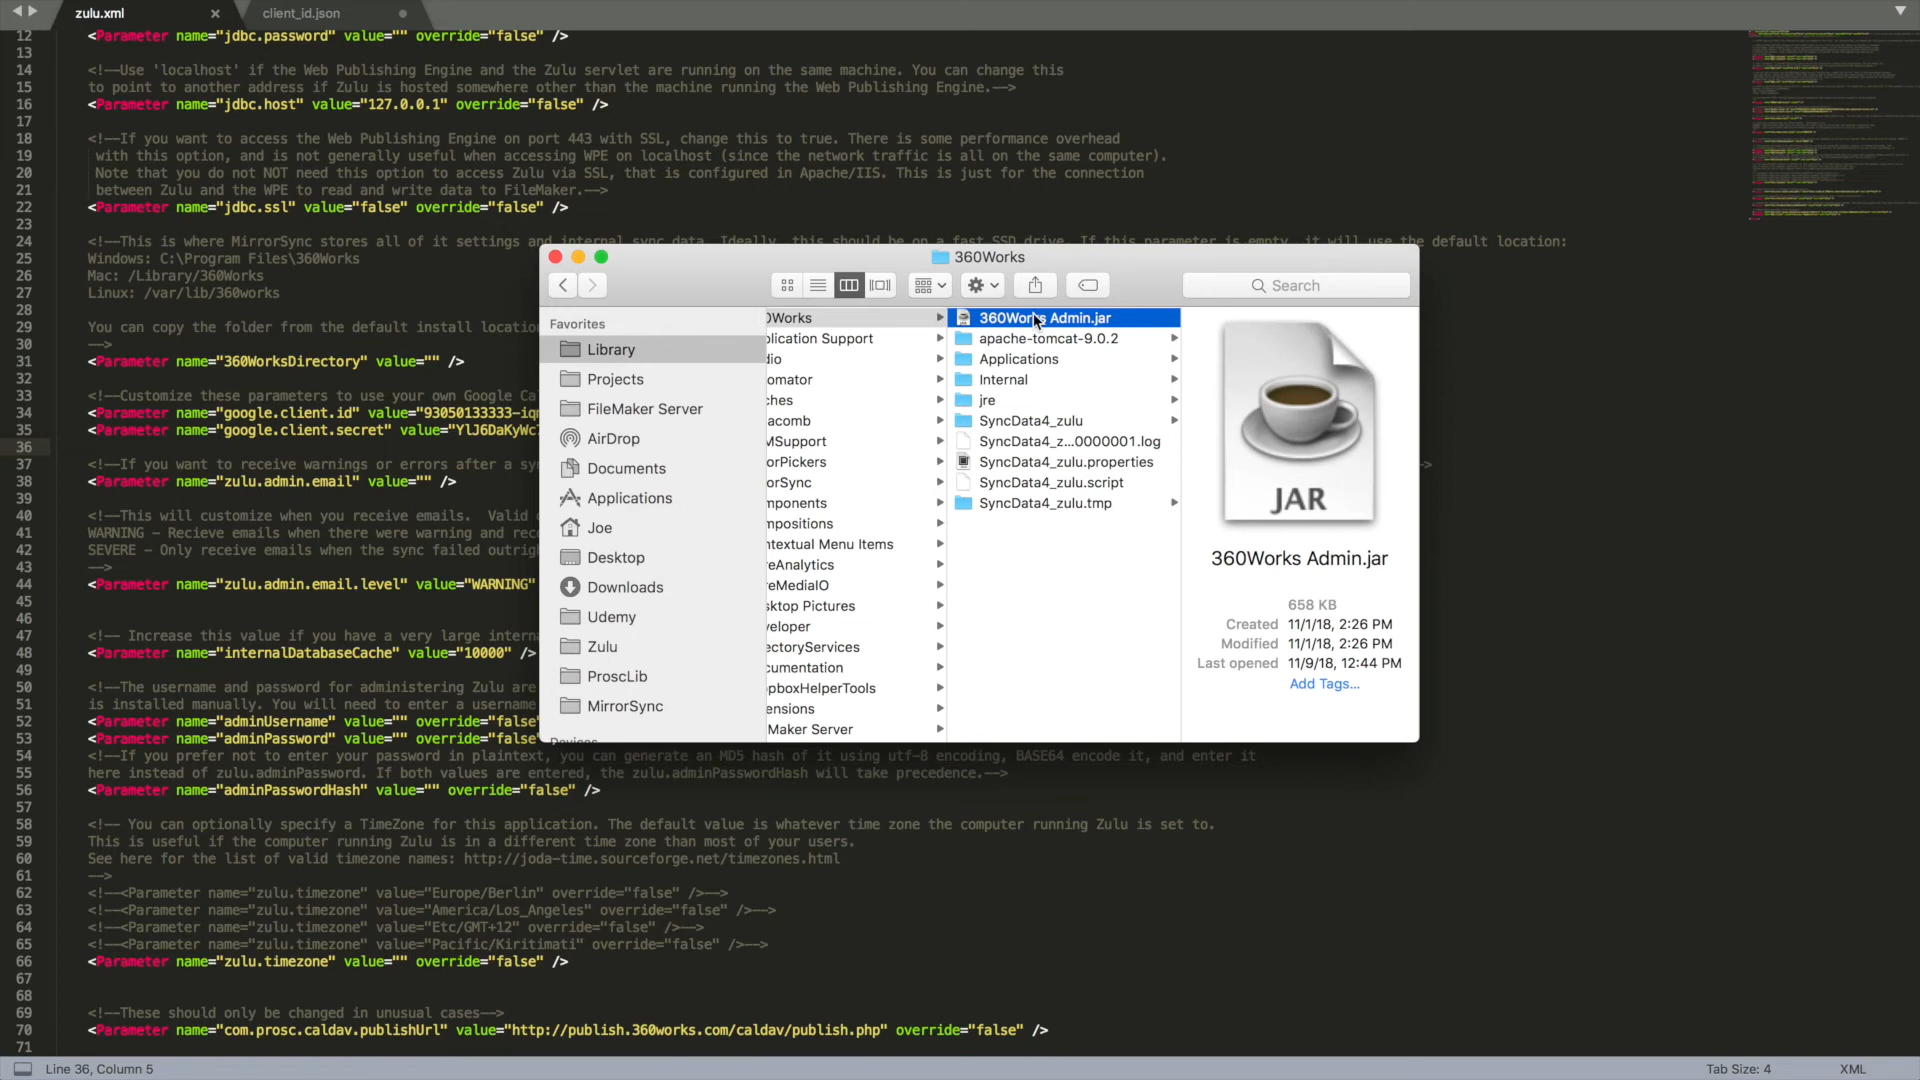 zulu.xml
client_id.json
12 <Parameter name="jdbc.password" value="" override="false" />
13
14 <!--Use 'localhost' if the Web Publishing Engine and the Zulu servlet are running on the same machine. You can change this
15 to point to another address if Zulu is hosted somewhere other than the machine running the Web Publishing Engine.-->
16 <Parameter name="jdbc.host" value="127.0.0.1" override="false" />
17
18 <!--If you want to access the Web Publishing Engine on port 443 with SSL, change this to true. There is some performance overhead
19 with this option, and is not generally useful when accessing WPE on localhost (since the network traffic is all on the same computer).
20 Note that you do not NOT need this option to access Zulu via SSL, that is configured in Apache/IIS. This is just for the connection
21 between Zulu and the WPE to read and write data to FileMaker.-->
22 <Parameter name="jdbc.ssl" value="false" override="false" />
23
24 <!--This is where MirrorSync stores all of it settings and internal sync data. Ideally, this should be on a fast SSD drive. If this parameter is empty, it will use the default location:
25 Windows: C:\Program Files\360Works
26 Mac: /Library/360Works
27 Linux: /var/lib/360works
28
29 You can copy the folder from the default install location
30 -->
31 <Parameter name="360WorksDirectory" value="" />
32
33 <!--Customize these parameters to use your own Google Ca
34 <Parameter name="google.client.id" value="93050133333-iqm
35 <Parameter name="google.client.secret" value="YlJ6DaKyWc
36
37 <!--If you want to receive warnings or errors after a sy
38 <Parameter name="zulu.admin.email" value="" />
39
40 <!--This will customize when you receive emails. Valid
41 WARNING - Recieve emails when there were warning and
42 SEVERE - Only receive emails when the sync failed outrigh
43 -->
44 <Parameter name="zulu.admin.email.level" value="WARNING"
45
46
47 <!-- Increase this value if you have a very large intern
48 <Parameter name="internalDatabaseCache" value="10000" />
49
50 <!--The username and password for administering Zulu are
51 is installed manually. You will need to enter a username
52 <Parameter name="adminUsername" value="" override="false"
53 <Parameter name="adminPassword" value="" override="false"
54 <!--If you prefer not to enter your password in plaintext, you can generate an MD5 hash of it using utf-8 encoding, BASE64 encode it, and enter it
55 here instead of zulu.adminPassword. If both values are entered, the zulu.adminPasswordHash will take precedence.-->
56 <Parameter name="adminPasswordHash" value="" override="false" />
57
58 <!-- You can optionally specify a TimeZone for this application. The default value is whatever time zone the computer running Zulu is set to.
59 This is useful if the computer running Zulu is in a different time zone than most of your users.
60 See here for the list of valid timezone names: http://joda-time.sourceforge.net/timezones.html
61 -->
62 <!--<Parameter name="zulu.timezone" value="Europe/Berlin" override="false" />-->
63 <!--<Parameter name="zulu.timezone" value="America/Los_Angeles" override="false" />-->
64 <!--<Parameter name="zulu.timezone" value="Etc/GMT+12" override="false" />-->
65 <!--<Parameter name="zulu.timezone" value="Pacific/Kiritimati" override="false" />-->
66 <Parameter name="zulu.timezone" value="" override="false" />
67
68
69 <!--These should only be changed in unusual cases-->
70 <Parameter name="com.prosc.caldav.publishUrl" value="http://publish.360works.com/caldav/publish.php" override="false" />
71
Line 36, Column 5
Tab Size: 4
XML
360Works
Search
Favorites
Library
Projects
FileMaker Server
AirDrop
Documents
Applications
Joe
Desktop
Downloads
Udemy
Zulu
ProscLib
MirrorSync
Devices
0Works
plication Support
dio
omator
ches
acomb
MSupport
orPickers
orSync
mponents
mpositions
ntextual Menu Items
reAnalytics
reMediaIO
sktop Pictures
veloper
ectoryServices
cumentation
pboxHelperTools
ensions
Maker Server
360Works Admin.jar
apache-tomcat-9.0.2
Applications
Internal
jre
SyncData4_zulu
SyncData4_z...0000001.log
SyncData4_zulu.properties
SyncData4_zulu.script
SyncData4_zulu.tmp
JAR
360Works Admin.jar
658 KB
Created 11/1/18, 2:26 PM
Modified 11/1/18, 2:26 PM
Last opened 11/9/18, 12:44 PM
Add Tags...